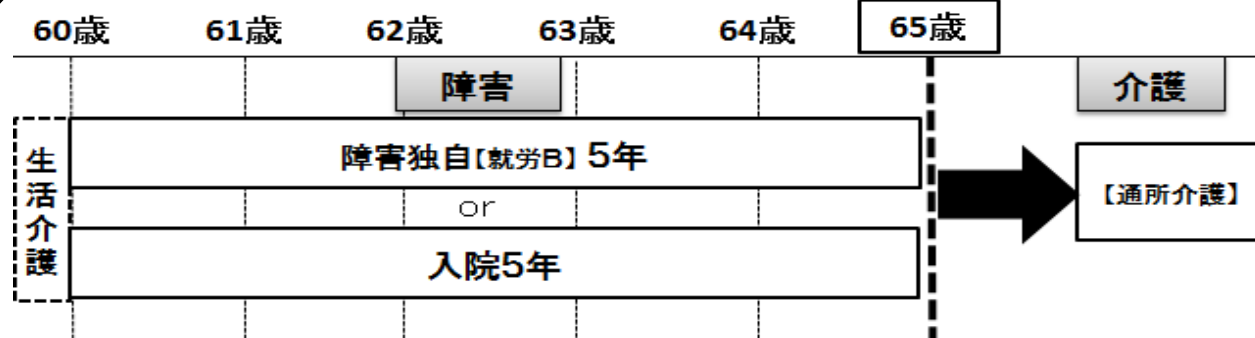 60歳 61歳 62歳 63歳 64歳 65歳
障害 介護
生活介護
障害独自【就労B】5年
or
入院5年
【通所介護】